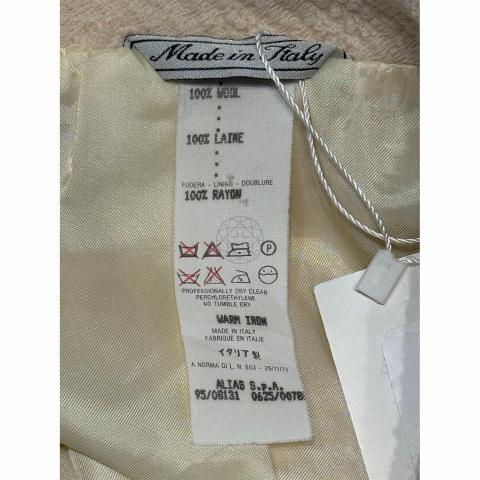 Made in Italy
100% WOOL
100% LAINE
FODERA - LINING - DOUBLURE
100% RAYON
P
PROFESSIONALLY DRY CLEAN
PERCHLORETHYLENE
NO TUMBLE DRY
WARM IRON
MADE IN ITALY
FABRIQUÉ EN ITALIE
イタリア製
A NORMA DI L. N. 883 - 26/11/73
ALIAS S.p.A.
95/08131 0625/0078